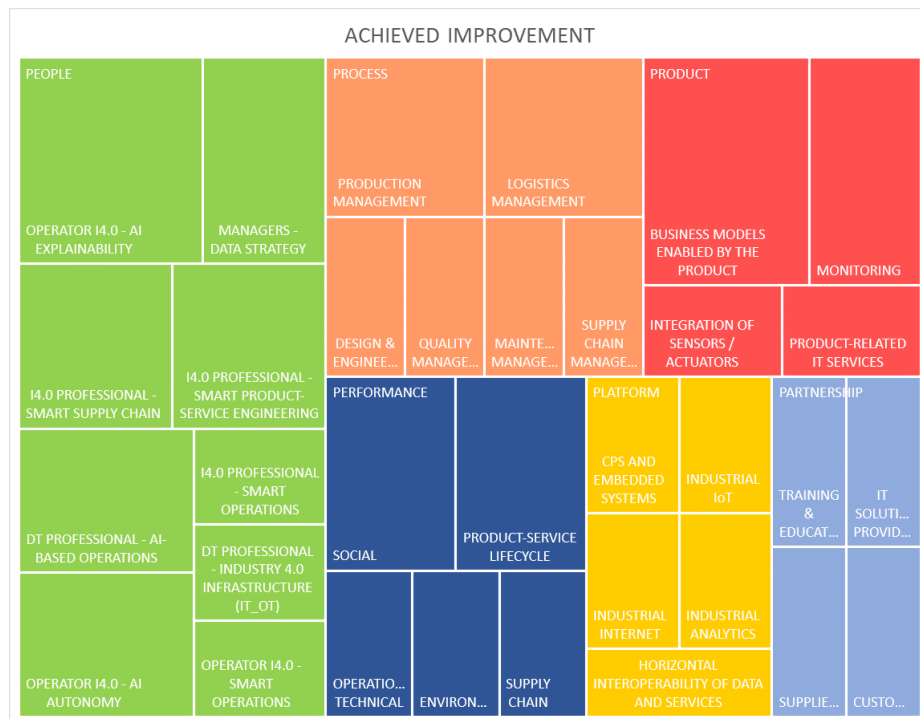 ACHIEVED IMPROVEMENT
PEOPLE
OPERATOR I4.0 - AI
EXPLAINABILITY
MANAGERS -
DATA STRATEGY
I4.0 PROFESSIONAL -
SMART SUPPLY CHAIN
I4.0 PROFESSIONAL -
SMART PRODUCT-
SERVICE ENGINEERING
DT PROFESSIONAL - AI-
BASED OPERATIONS
I4.0 PROFESSIONAL
- SMART
OPERATIONS
DT PROFESSIONAL
- INDUSTRY 4.0
INFRASTRUCTURE
(IT_OT)
OPERATOR I4.0 - AI
AUTONOMY
OPERATOR I4.0 -
SMART
OPERATIONS
PROCESS
PRODUCTION
MANAGEMENT
LOGISTICS
MANAGEMENT
DESIGN &
ENGINEE...
QUALITY
MANAGE...
MAINTE...
MANAGE...
SUPPLY
CHAIN
MANAGE...
PRODUCT
BUSINESS MODELS
ENABLED BY THE
PRODUCT
MONITORING
INTEGRATION OF
SENSORS /
ACTUATORS
PRODUCT-RELATED
IT SERVICES
PERFORMANCE
SOCIAL
PRODUCT-SERVICE
LIFECYCLE
OPERATIO...
TECHNICAL
ENVIRON...
SUPPLY
CHAIN
PLATFORM
CPS AND
EMBEDDED
SYSTEMS
INDUSTRIAL
IoT
INDUSTRIAL
INTERNET
INDUSTRIAL
ANALYTICS
HORIZONTAL
INTEROPERABILITY OF DATA
AND SERVICES
PARTNERSHIP
TRAINING
&
EDUCAT...
IT
SOLUTI...
PROVID...
SUPPLIE...
CUSTO...